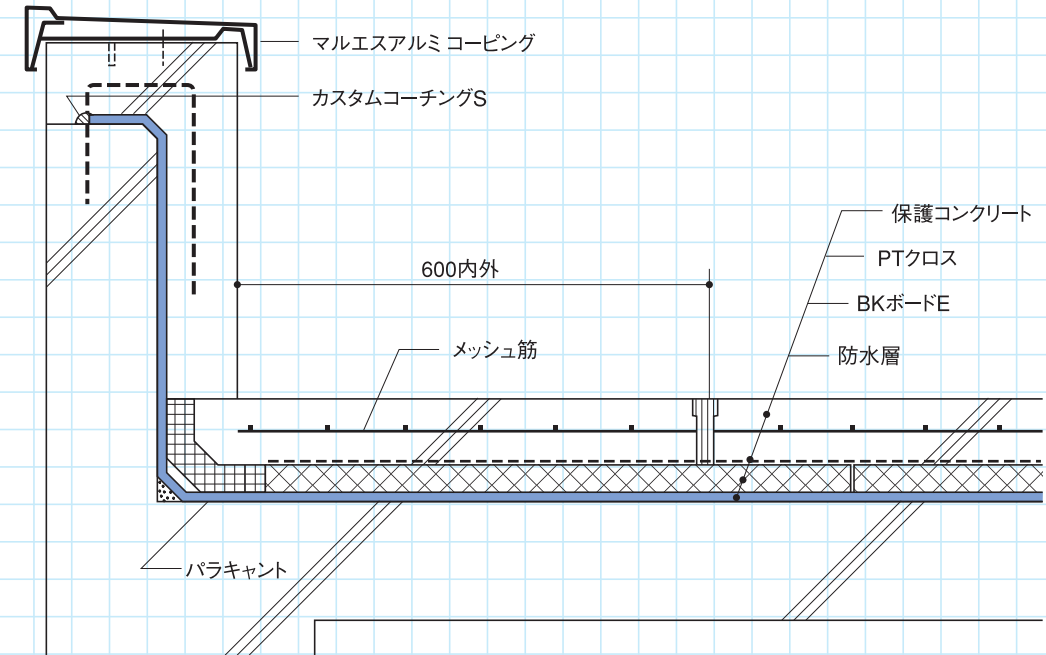 マルエスアルミコーピング
カスタムコーチングS
保護コンクリート
PTクロス
600内外
BKボードE
メッシュ筋
防水層
パラキャント